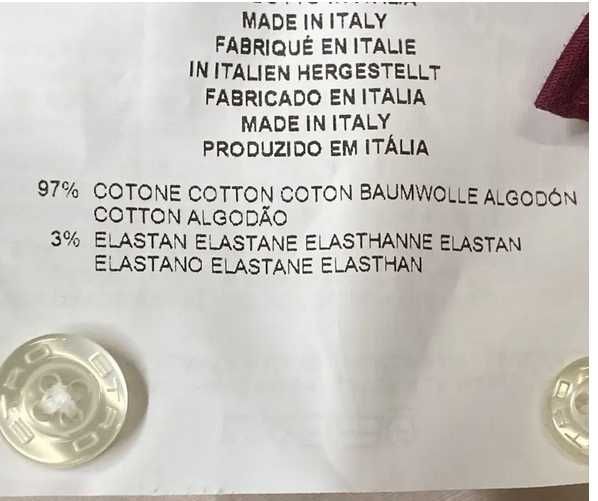 MADE IN ITALY
FABRIQUÉ EN ITALIE
IN ITALIEN HERGESTELLT
FABRICADO EN ITALIA
MADE IN ITALY
PRODUZIDO EM ITÁLIA
97% COTONE COTTON COTON BAUMWOLLE ALGODÓN
COTTON ALGODÃO
3% ELASTAN ELASTANE ELASTHANNE ELASTAN
ELASTANO ELASTANE ELASTHAN